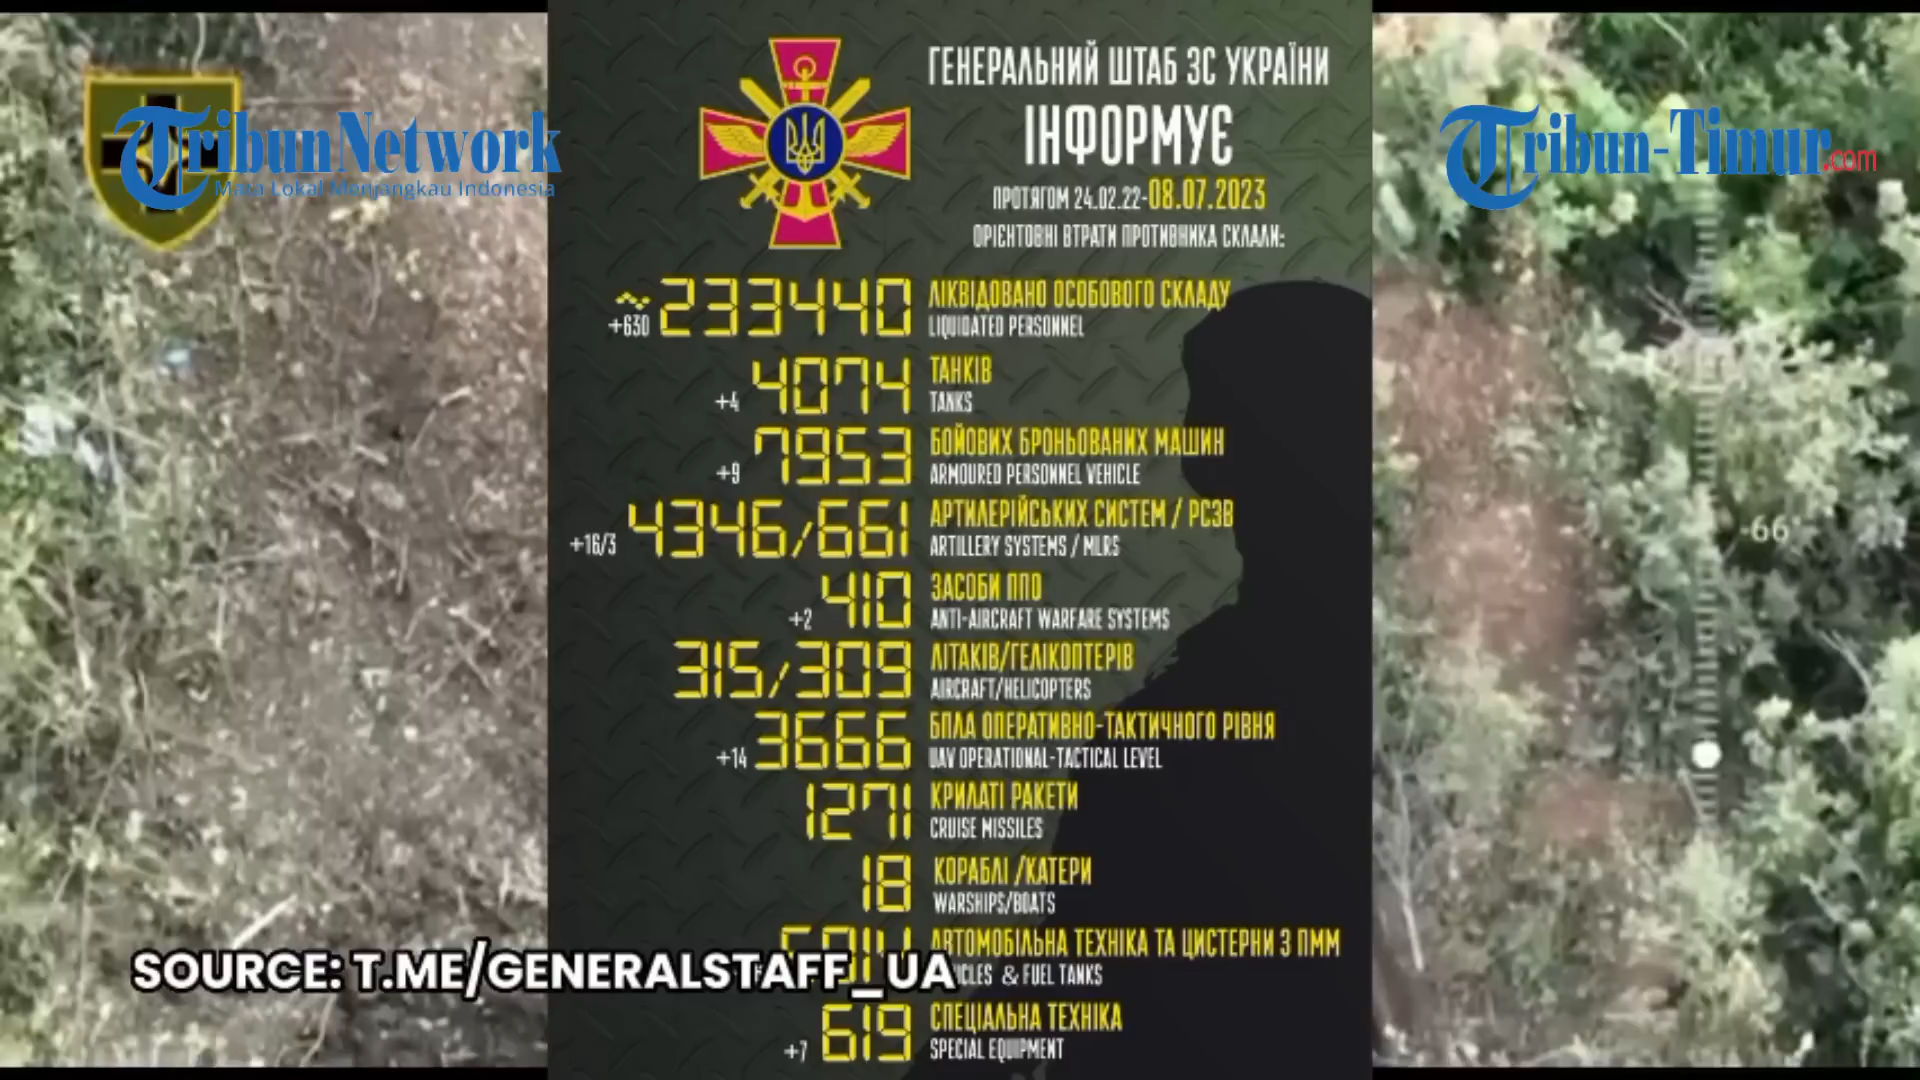 TribunNetwork
Mata Lokal Menjangkau Indonesia
Tribun-Timur.com
ГЕНЕРАЛЬНИЙ ШТАБ ЗС УКРАЇНИ
ІНФОРМУЄ
ПРОТЯГОМ 24.02.22-08.07.2023
ОРІЄНТОВНІ ВТРАТИ ПРОТИВНИКА СКЛАЛИ:
~233440 ЛІКВІДОВАНО ОСОБОВОГО СКЛАДУ
+630 LIQUIDATED PERSONNEL
4074 ТАНКІВ
+4 TANKS
7953 БОЙОВИХ БРОНЬОВАНИХ МАШИН
+9 ARMOURED PERSONNEL VEHICLE
4346/661 АРТИЛЕРІЙСЬКИХ СИСТЕМ / РСЗВ
+16/3 ARTILLERY SYSTEMS / MLRS
410 ЗАСОБИ ППО
+2 ANTI-AIRCRAFT WARFARE SYSTEMS
315/309 ЛІТАКІВ/ГЕЛІКОПТЕРІВ
AIRCRAFT/HELICOPTERS
3666 БПЛА ОПЕРАТИВНО-ТАКТИЧНОГО РІВНЯ
+14 UAV OPERATIONAL-TACTICAL LEVEL
1271 КРИЛАТІ РАКЕТИ
CRUISE MISSILES
18 КОРАБЛІ /КАТЕРИ
WARSHIPS/BOATS
АВТОМОБІЛЬНА ТЕХНІКА ТА ЦИСТЕРНИ З ПММ
& FUEL TANKS
SOURCE: T.ME/GENERALSTAFF_UA
619 СПЕЦІАЛЬНА ТЕХНІКА
+7 SPECIAL EQUIPMENT
-66°